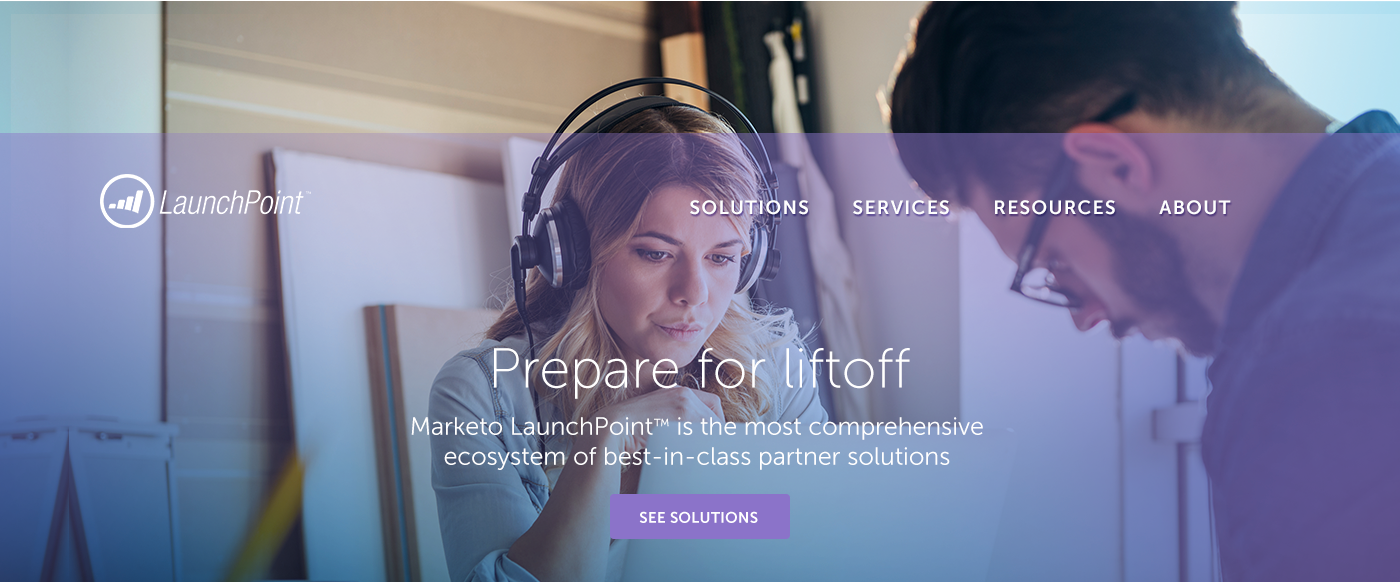 LaunchPoint™
SOLUTIONS SERVICES RESOURCES ABOUT
Prepare for liftoff
Marketo LaunchPoint™ is the most comprehensive
ecosystem of best-in-class partner solutions
SEE SOLUTIONS